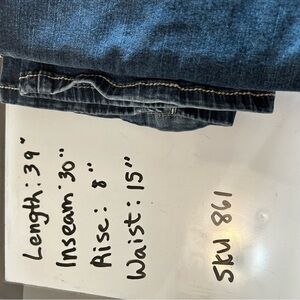 Length: 39"
Inseam: 30"
Rise: 8"
Waist: 15"
SKU 861